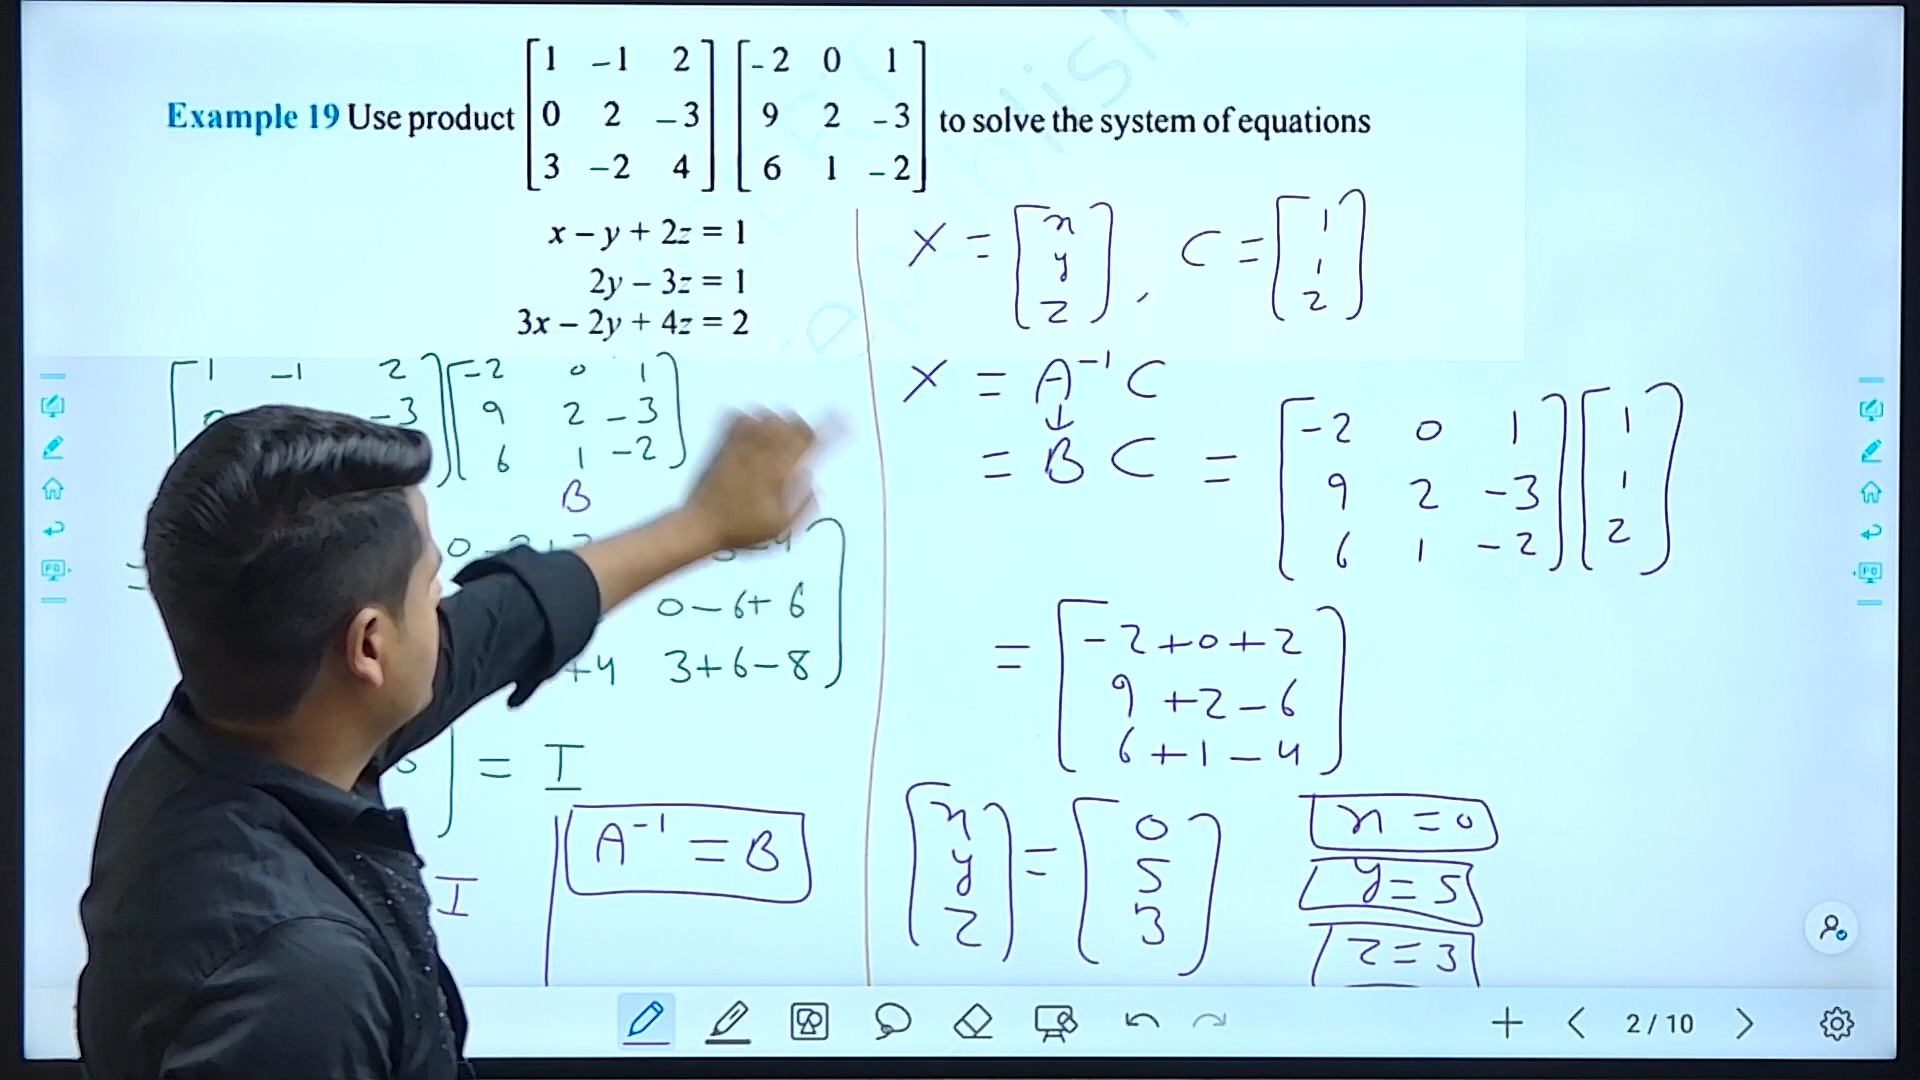 [1 -1 2] [-2 0 1]
Example 19 Use product [0 2 -3] [9 2 -3] to solve the system of equations
[3 -2 4] [6 1 -2]
x – y + 2z = 1
2y – 3z = 1
3x – 2y + 4z = 2
[1 -1 2] [-2 0 1]
-3] [9 2 -3]
[6 1 -2]
B
=
0 - 6 + 6
+4 3 + 6 - 8
] = I
I
A⁻¹ = B
X = [x y z], C = [1 1 2]
X = A⁻¹ C
↓
= B C = [-2 0 1] [1]
[9 2 -3] [1]
[6 1 -2] [2]
= [-2 + 0 + 2]
[9 + 2 - 6]
[6 + 1 - 4]
[x] [0] x = 0
[y] = [5] y = 5
[z] [3] z = 3
2 / 10